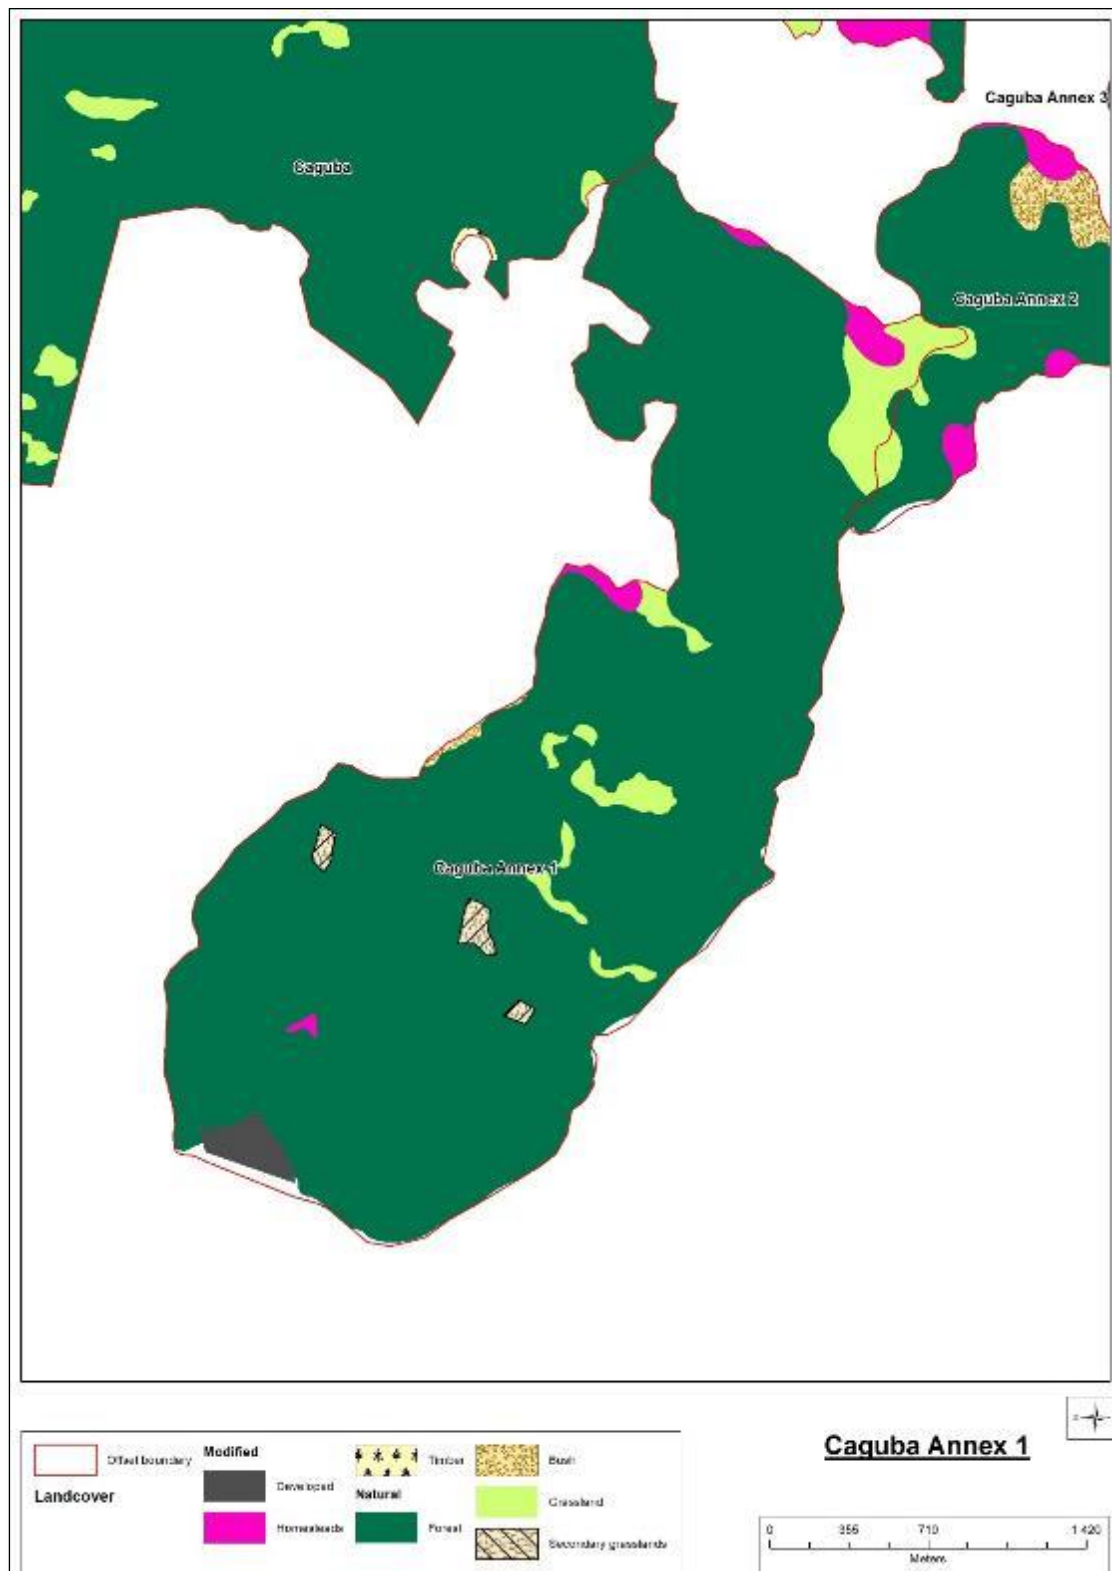 Caguba Annex 3
Caguba
Caguba Annex 2
Caguba Annex 1
Caguba Annex 1
Offset boundary
Landcover
Modified
Developed
Homesteads
Timber
Natural
Forest
Bush
Grassland
Secondary grasslands
0 355 710 1 420
Meters